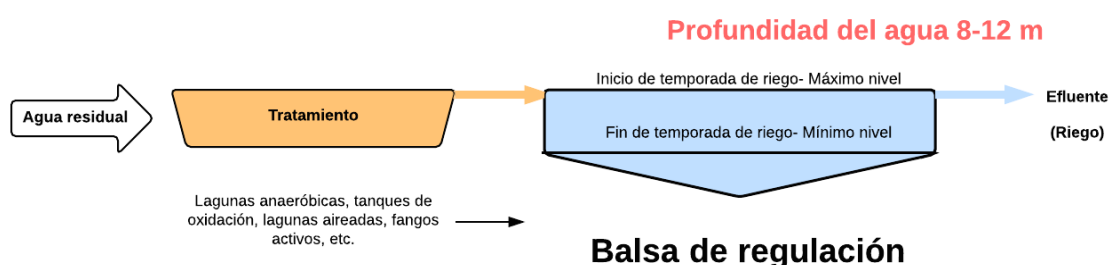 Profundidad del agua 8-12 m
Inicio de temporada de riego- Máximo nivel
Agua residual
Tratamiento
Efluente
(Riego)
Fin de temporada de riego- Mínimo nivel
Lagunas anaeróbicas, tanques de
oxidación, lagunas aireadas, fangos
activos, etc.
Balsa de regulación